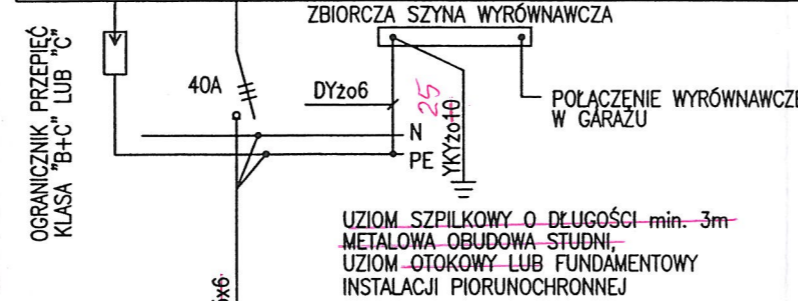 ZBIORCZA SZYNA WYRÓWNAWCZA
OGRANICZNIK PRZEPIĘĆ
KLASA "B+C" LUB "C"
40A
DYżo6
25
YKYżo10
POŁĄCZENIE WYRÓWNAWCZE
W GARAŻU
N
PE
UZIOM SZPILKOWY O DŁUGOŚCI min. 3m
METALOWA OBUDOWA STUDNI,
UZIOM OTOKOWY LUB FUNDAMENTOWY
INSTALACJI PIORUNOCHRONNEJ